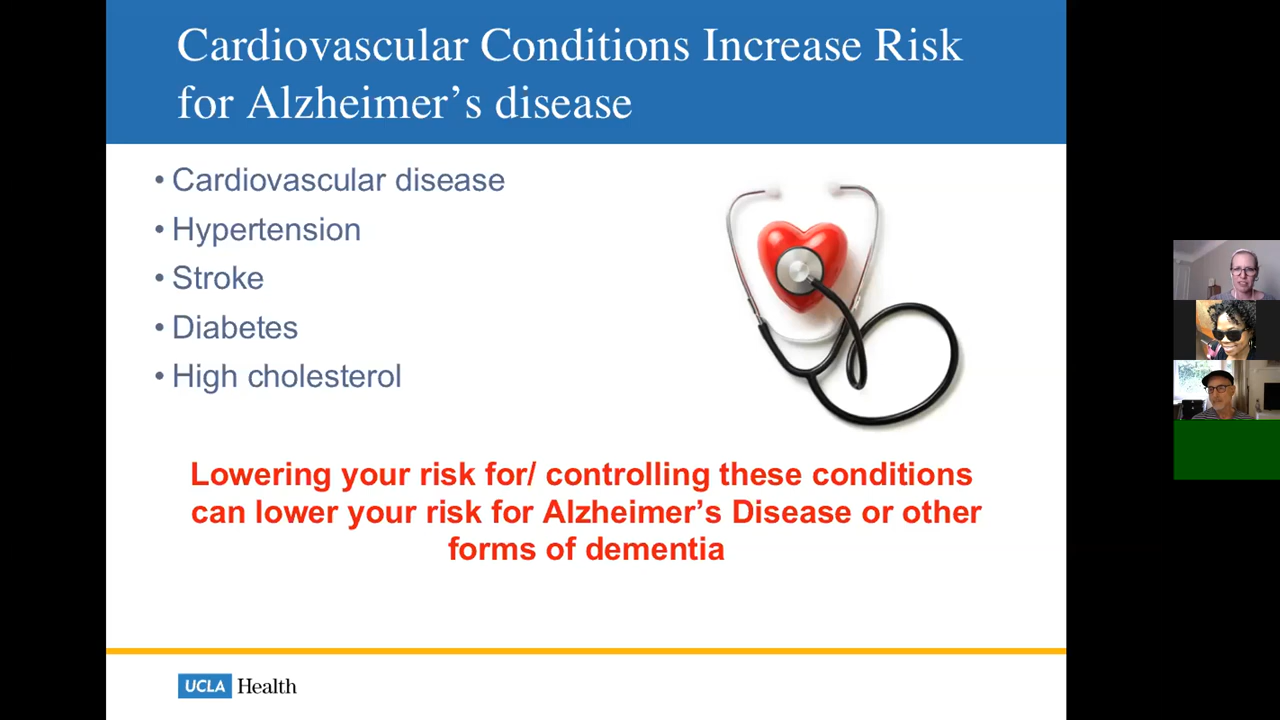 Cardiovascular Conditions Increase Risk
for Alzheimer’s disease
• Cardiovascular disease
• Hypertension
• Stroke
• Diabetes
• High cholesterol
Lowering your risk for/ controlling these conditions
can lower your risk for Alzheimer’s Disease or other
forms of dementia
UCLA Health